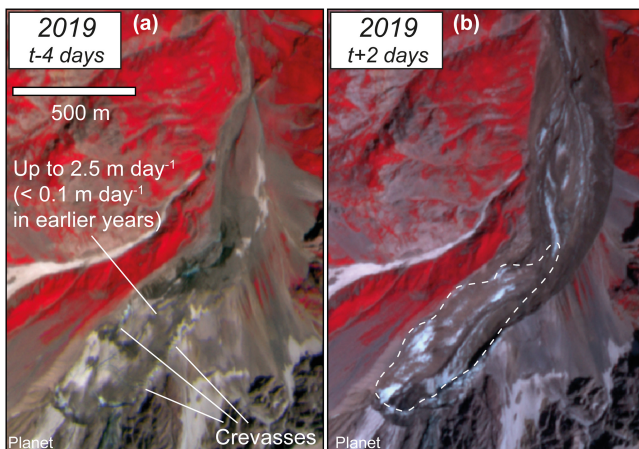 2019
t-4 days
(a)
500 m
Up to 2.5 m day-1
(< 0.1 m day-1
in earlier years)
Crevasses
Planet
2019
t+2 days
(b)
Planet